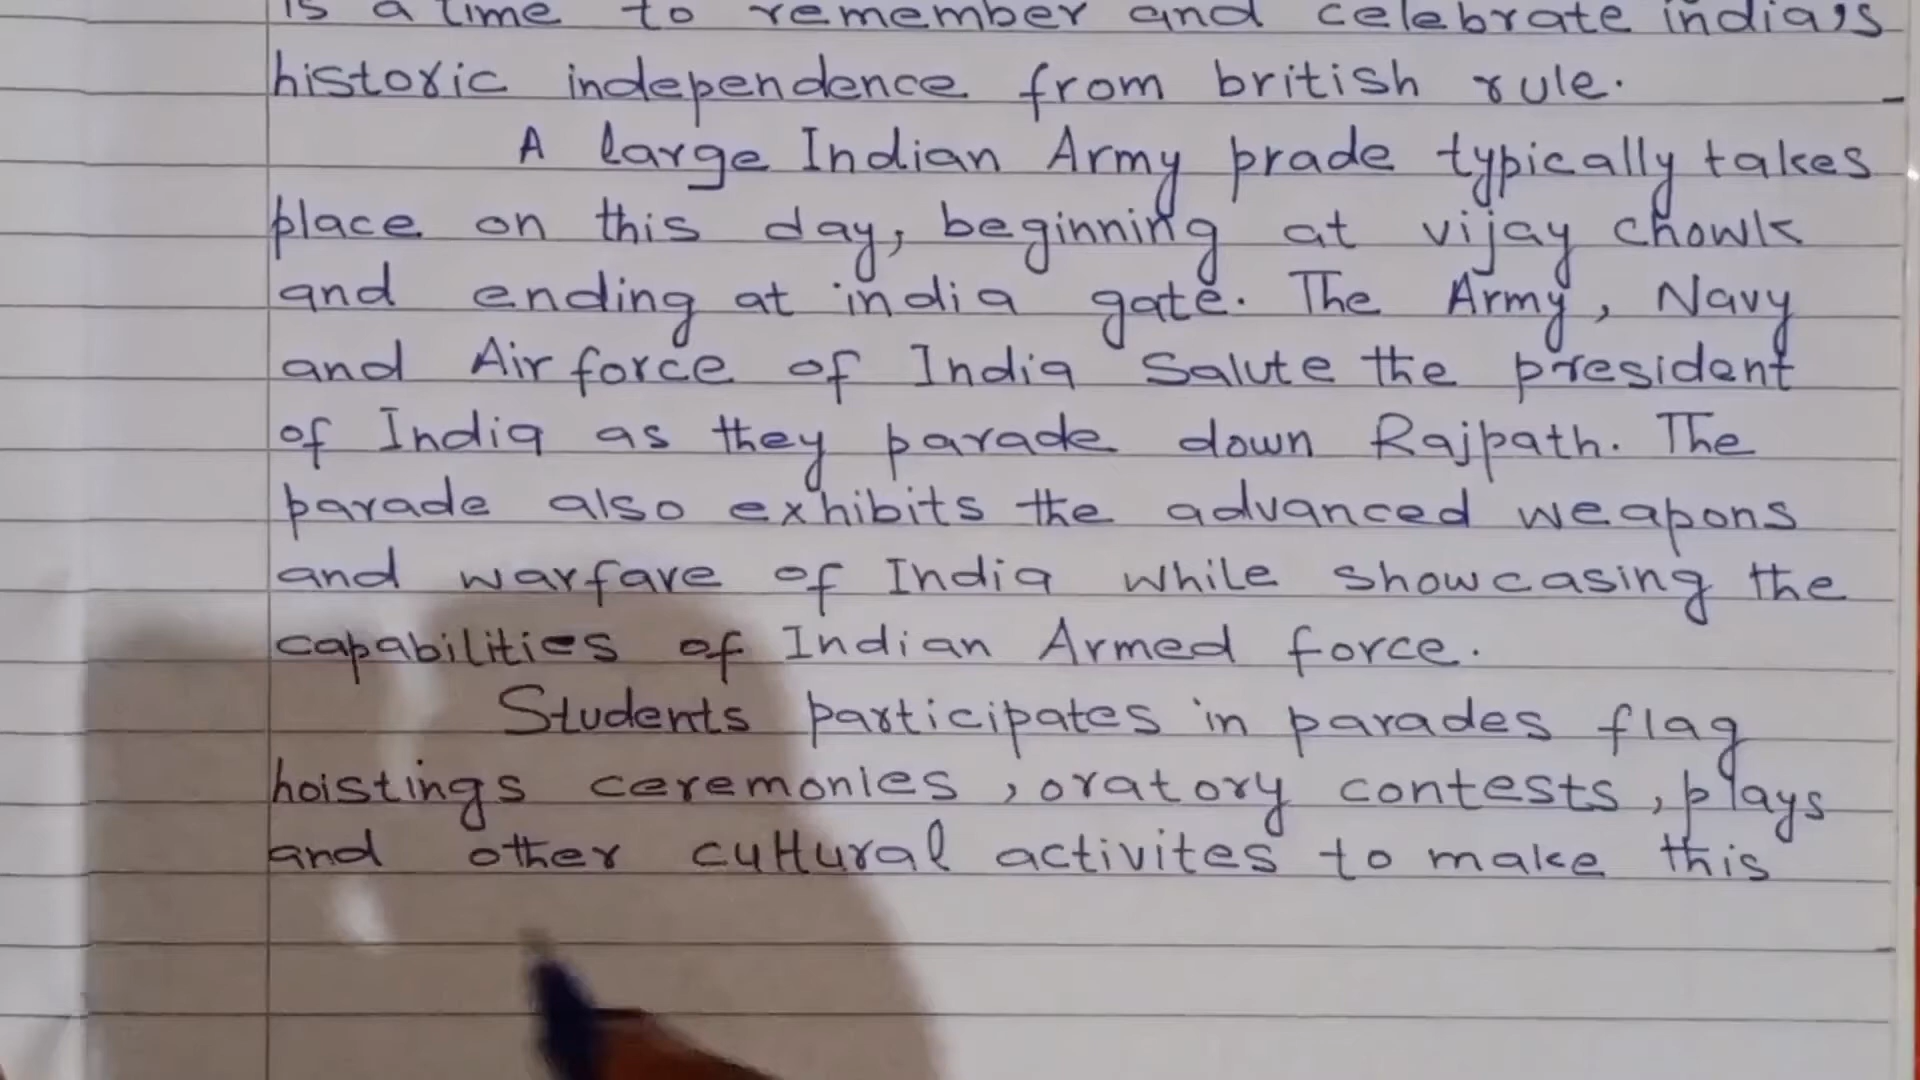 is a time to remember and celebrate india's
historic independence from british rule.
A large Indian Army prade typically takes
place on this day, beginning at vijay chowk
and ending at india gate. The Army, Navy
and Air force of India Salute the president
of India as they parade down Rajpath. The
parade also exhibits the advanced weapons
and warfare of India while showcasing the
capabilities of Indian Armed force.
Students participates in parades flag
hoistings ceremonies, oratory contests, plays
and other cultural activites to make this